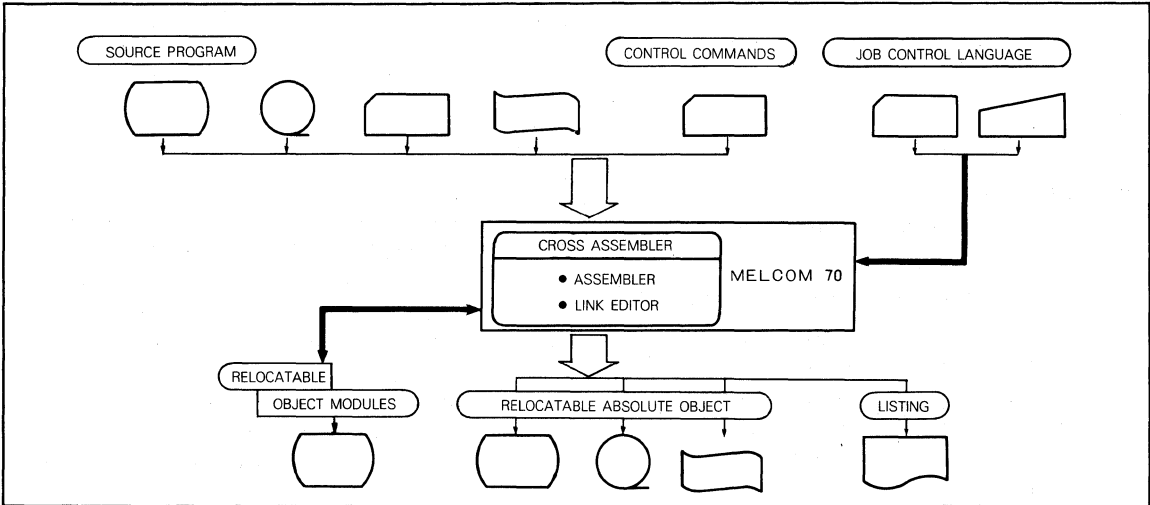 SOURCE PROGRAM
CONTROL COMMANDS
JOB CONTROL LANGUAGE
CROSS ASSEMBLER
● ASSEMBLER
● LINK EDITOR
MELCOM 70
RELOCATABLE
OBJECT MODULES
RELOCATABLE ABSOLUTE OBJECT
LISTING